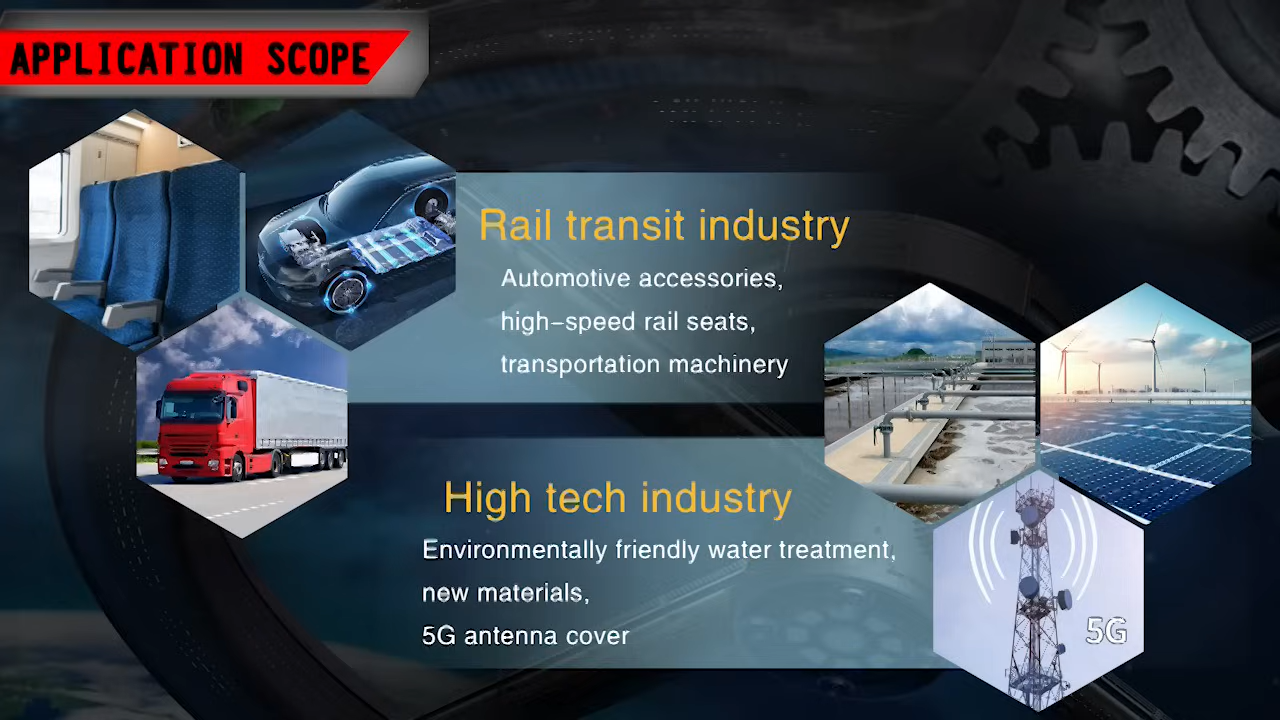 APPLICATION SCOPE
Rail transit industry
Automotive accessories,
high-speed rail seats,
transportation machinery
High tech industry
Environmentally friendly water treatment,
new materials,
5G antenna cover
5G